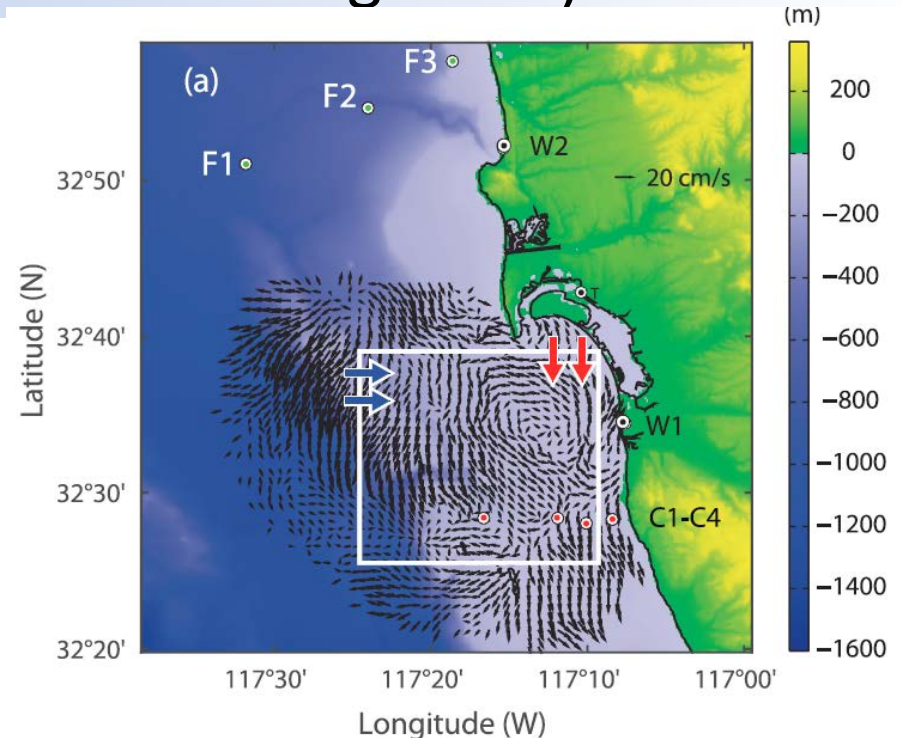 (m)
(a)
F3
F2
F1
W2
20 cm/s
T
W1
C1-C4
200
0
−200
−400
−600
−800
−1000
−1200
−1400
−1600
32°50'
32°40'
32°30'
32°20'
Latitude (N)
117°30'
117°20'
117°10'
117°00'
Longitude (W)